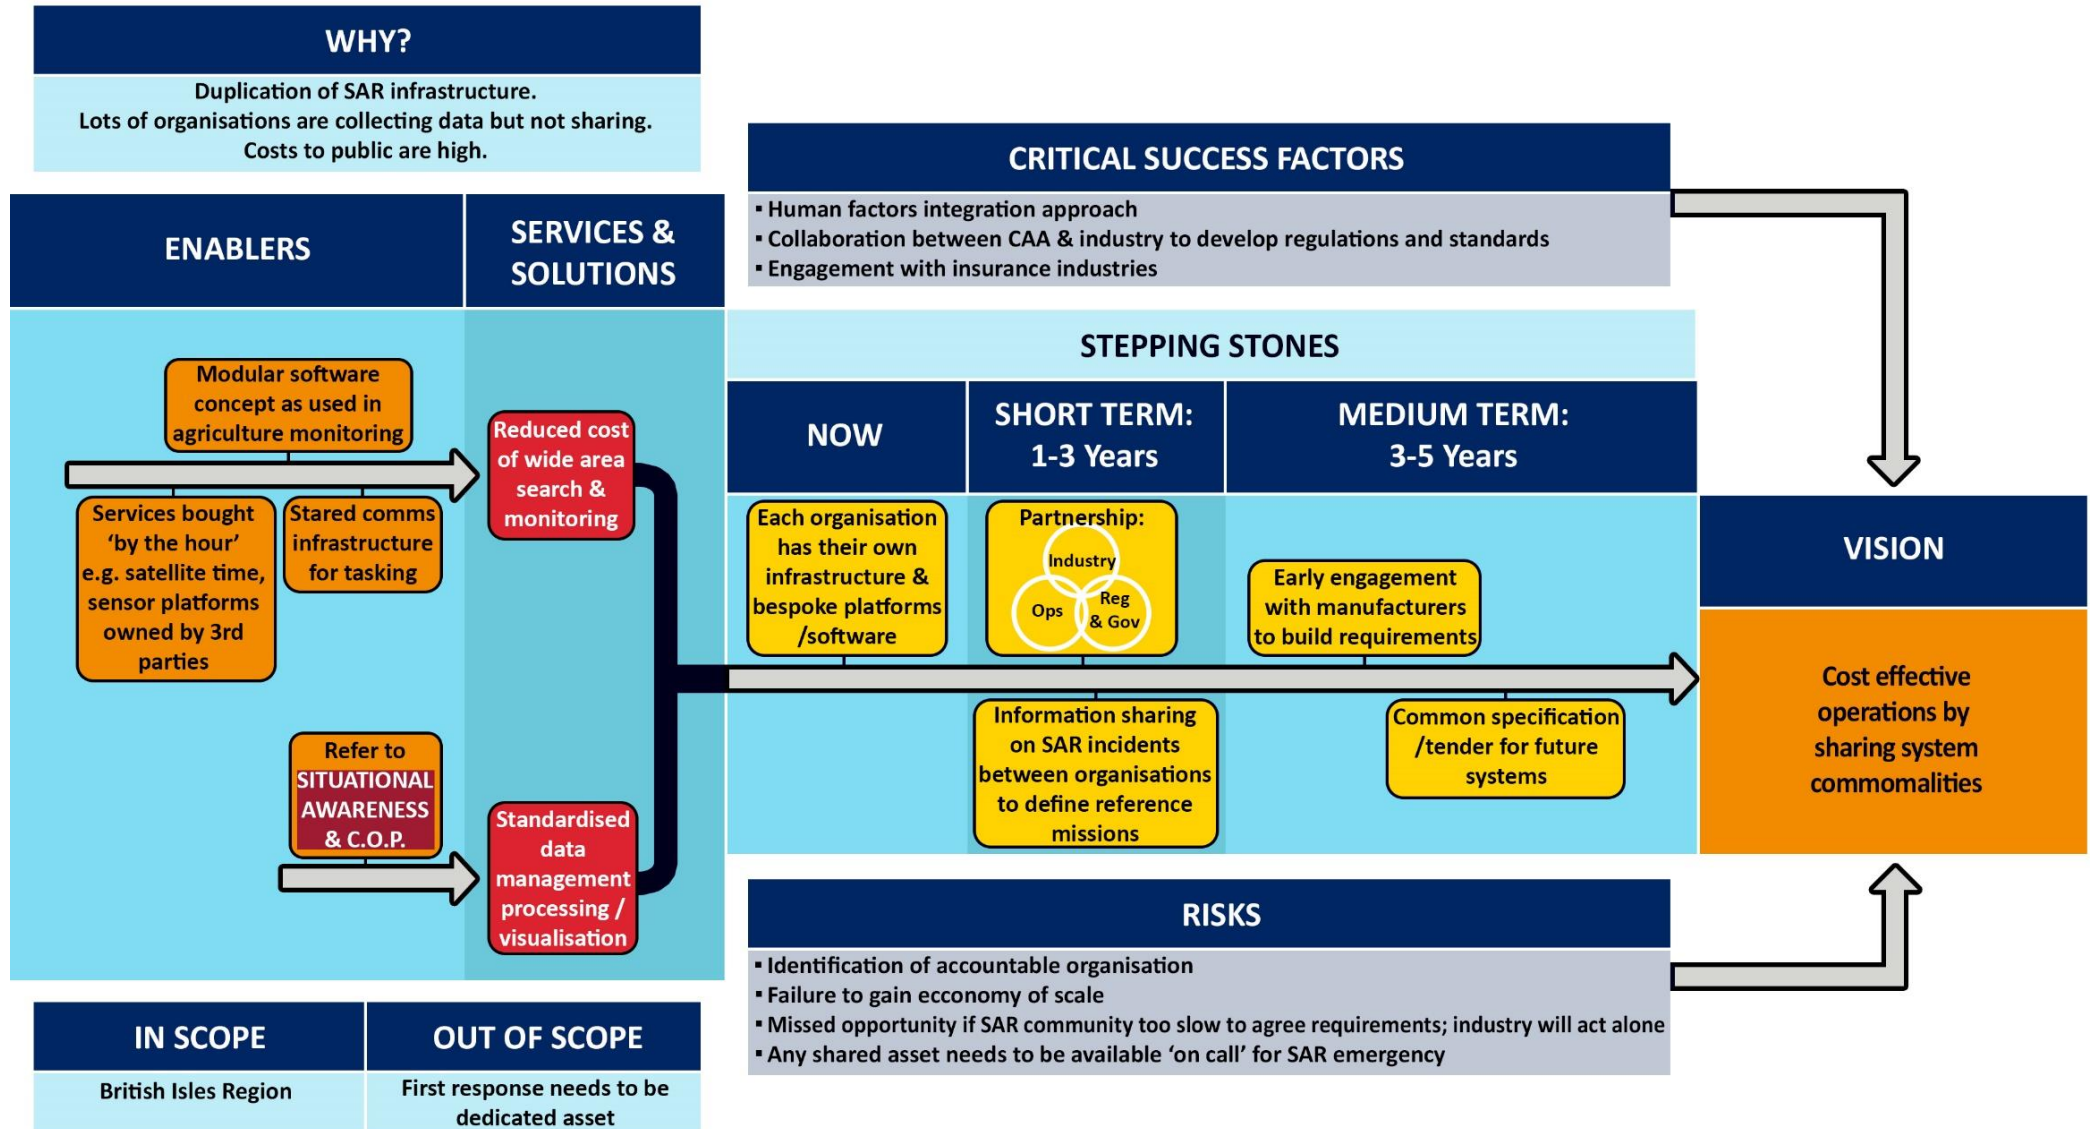 WHY?
Duplication of SAR infrastructure.
Lots of organisations are collecting data but not sharing.
Costs to public are high.
ENABLERS
SERVICES &
SOLUTIONS
Modular software
concept as used in
agriculture monitoring
Services bought
‘by the hour’
e.g. satellite time,
sensor platforms
owned by 3rd
parties
Stared comms
infrastructure
for tasking
Reduced cost
of wide area
search &
monitoring
Refer to
SITUATIONAL
AWARENESS
& C.O.P.
Standardised
data
management
processing /
visualisation
CRITICAL SUCCESS FACTORS
▪ Human factors integration approach
▪ Collaboration between CAA & industry to develop regulations and standards
▪ Engagement with insurance industries
STEPPING STONES
NOW
SHORT TERM:
1-3 Years
MEDIUM TERM:
3-5 Years
Each organisation
has their own
infrastructure &
bespoke platforms
/software
Partnership:
Industry
Ops
Reg
& Gov
Information sharing
on SAR incidents
between organisations
to define reference
missions
Early engagement
with manufacturers
to build requirements
Common specification
/tender for future
systems
VISION
Cost effective
operations by
sharing system
commomalities
RISKS
▪ Identification of accountable organisation
▪ Failure to gain ecconomy of scale
▪ Missed opportunity if SAR community too slow to agree requirements; industry will act alone
▪ Any shared asset needs to be available ‘on call’ for SAR emergency
IN SCOPE
British Isles Region
OUT OF SCOPE
First response needs to be
dedicated asset